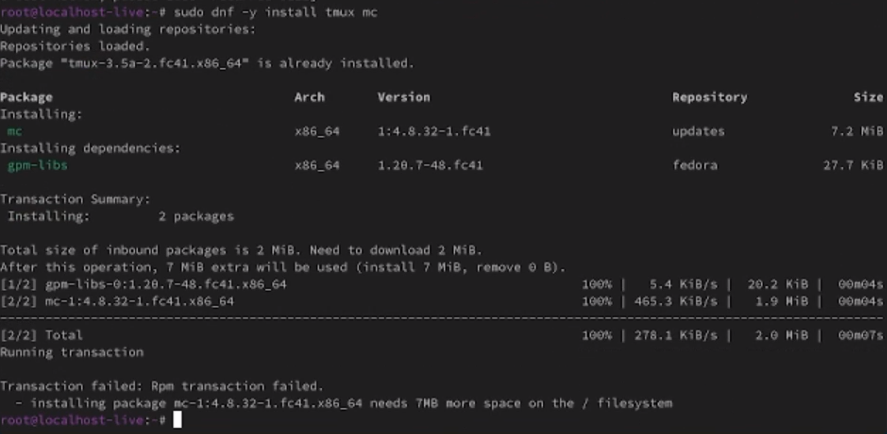 root@localhost-live:~# sudo dnf -y install tmux mc
Updating and loading repositories:
Repositories loaded.
Package "tmux-3.5a-2.fc41.x86_64" is already installed.
Package Arch Version Repository Size
Installing:
mc x86_64 1:4.8.32-1.fc41 updates 7.2 MiB
Installing dependencies:
gpm-libs x86_64 1.20.7-48.fc41 fedora 27.7 KiB
Transaction Summary:
Installing: 2 packages
Total size of inbound packages is 2 MiB. Need to download 2 MiB.
After this operation, 7 MiB extra will be used (install 7 MiB, remove 0 B).
[1/2] gpm-libs-0:1.20.7-48.fc41.x86_64 100% | 5.4 KiB/s | 20.2 KiB | 00m04s
[2/2] mc-1:4.8.32-1.fc41.x86_64 100% | 465.3 KiB/s | 1.9 MiB | 00m04s
--------------------------------------------------------------------------------
[2/2] Total 100% | 278.1 KiB/s | 2.0 MiB | 00m07s
Running transaction
Transaction failed: Rpm transaction failed.
- installing package mc-1:4.8.32-1.fc41.x86_64 needs 7MB more space on the / filesystem
root@localhost-live:~#